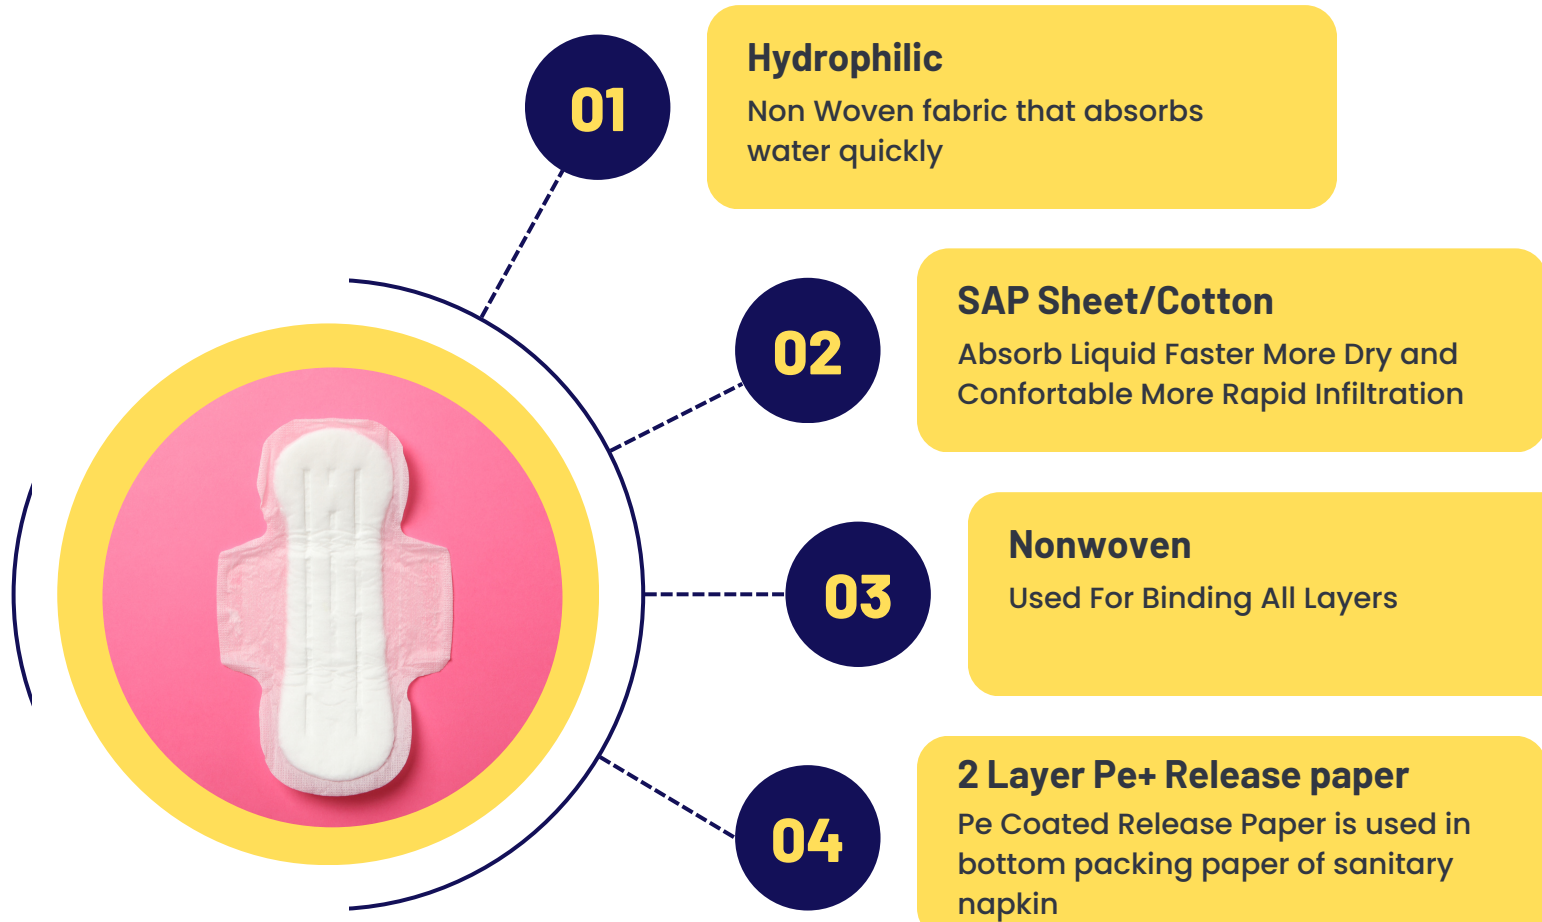 01
Hydrophilic
Non Woven fabric that absorbs
water quickly
02
SAP Sheet/Cotton
Absorb Liquid Faster More Dry and
Confortable More Rapid Infiltration
03
Nonwoven
Used For Binding All Layers
04
2 Layer Pe+ Release paper
Pe Coated Release Paper is used in
bottom packing paper of sanitary
napkin